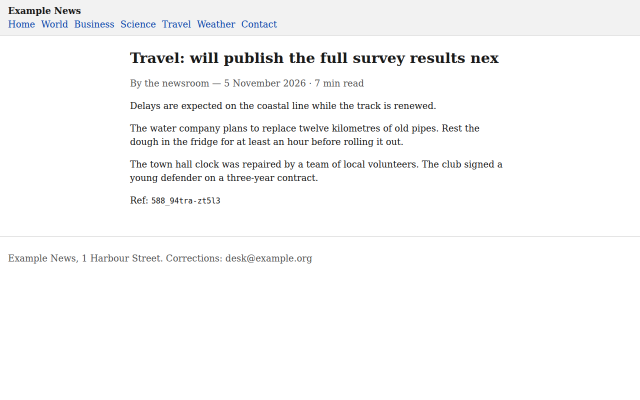 Example News
Home World Business Science Travel Weather Contact
Travel: will publish the full survey results nex
By the newsroom — 5 November 2026 · 7 min read
Delays are expected on the coastal line while the track is renewed.
The water company plans to replace twelve kilometres of old pipes. Rest the
dough in the fridge for at least an hour before rolling it out.
The town hall clock was repaired by a team of local volunteers. The club signed a
young defender on a three-year contract.
Ref: 588_94tra-zt5l3
Example News, 1 Harbour Street. Corrections: desk@example.org